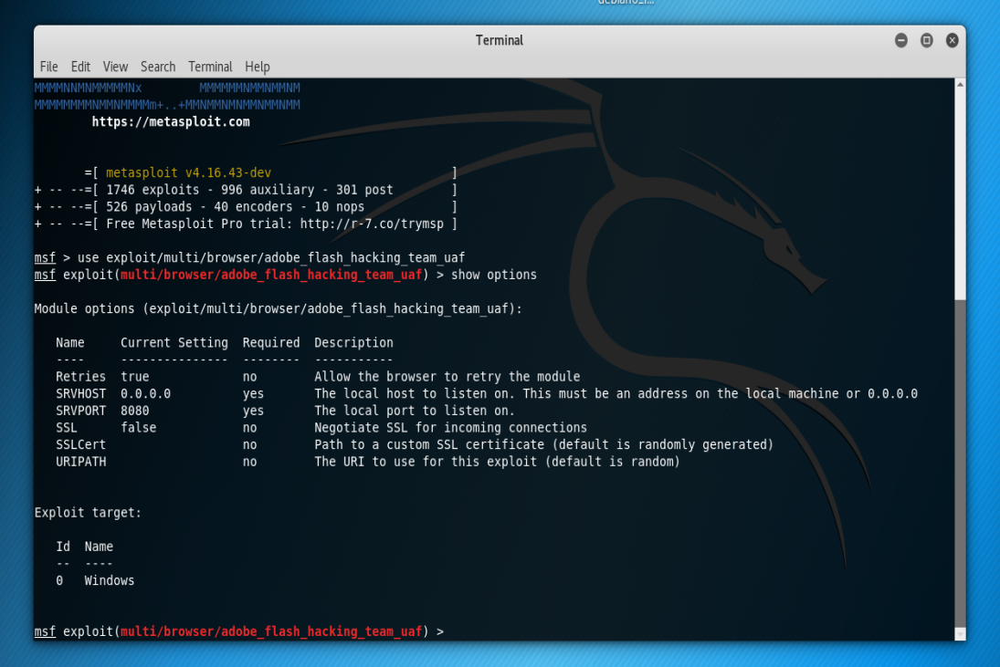 Terminal
File Edit View Search Terminal Help
MMMMNNMNMMMMMNx        MMMMMMNMMNMMNM
MMMMMMMMNMMNMMMMm+..+MMNMMNMNMMNMMNMM
        https://metasploit.com
       =[ metasploit v4.16.43-dev                         ]
+ -- --=[ 1746 exploits - 996 auxiliary - 301 post        ]
+ -- --=[ 526 payloads - 40 encoders - 10 nops            ]
+ -- --=[ Free Metasploit Pro trial: http://r-7.co/trymsp ]
msf > use exploit/multi/browser/adobe_flash_hacking_team_uaf
msf exploit(multi/browser/adobe_flash_hacking_team_uaf) > show options
Module options (exploit/multi/browser/adobe_flash_hacking_team_uaf):
   Name     Current Setting  Required  Description
   ----     ---------------  --------  -----------
   Retries  true             no        Allow the browser to retry the module
   SRVHOST  0.0.0.0          yes       The local host to listen on. This must be an address on the local machine or 0.0.0.0
   SRVPORT  8080             yes       The local port to listen on.
   SSL      false            no        Negotiate SSL for incoming connections
   SSLCert                   no        Path to a custom SSL certificate (default is randomly generated)
   URIPATH                   no        The URI to use for this exploit (default is random)
Exploit target:
   Id  Name
   --  ----
   0   Windows
msf exploit(multi/browser/adobe_flash_hacking_team_uaf) >